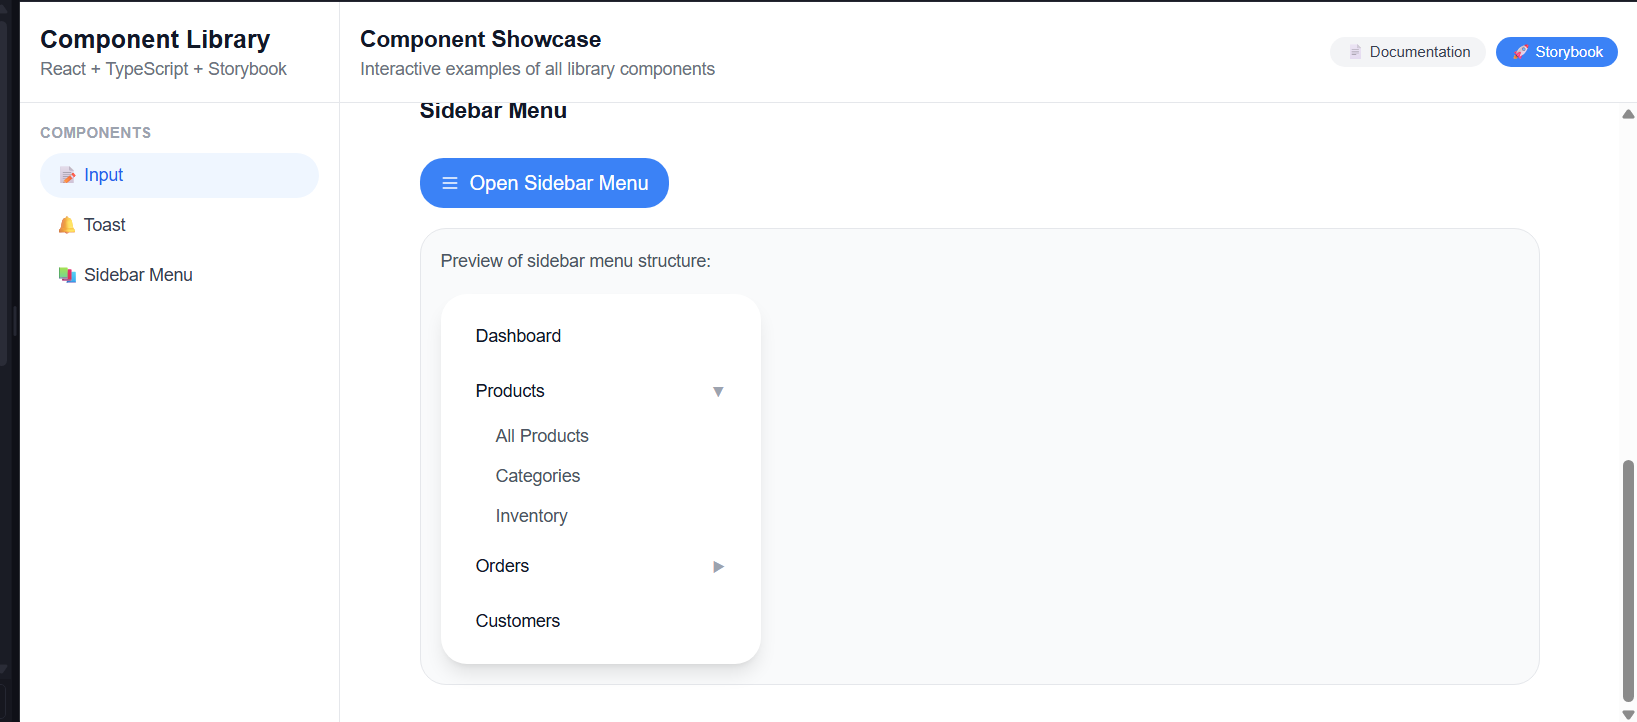 Component Library
React + TypeScript + Storybook
Component Showcase
Interactive examples of all library components
Documentation
Storybook
COMPONENTS
Input
Toast
Sidebar Menu
Sidebar Menu
Open Sidebar Menu
Preview of sidebar menu structure:
Dashboard
Products
All Products
Categories
Inventory
Orders
Customers